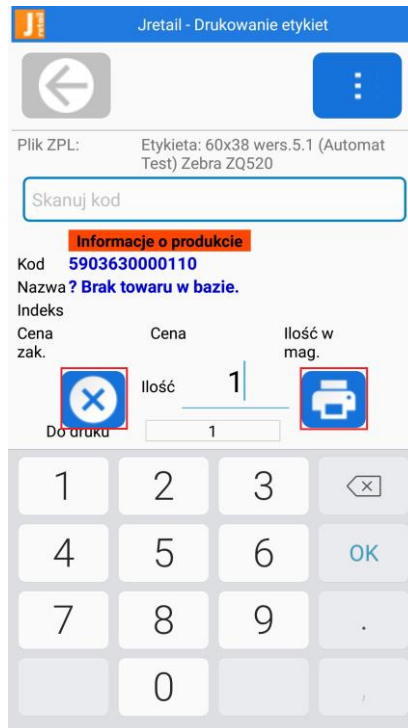 Jretail
Jretail - Drukowanie etykiet
Plik ZPL: Etykieta: 60x38 wers.5.1 (Automat
Test) Zebra ZQ520
Skanuj kod
Informacje o produkcie
Kod 5903630000110
Nazwa ? Brak towaru w bazie.
Indeks
Cena Cena Ilość w
zak. mag.
Ilość 1
Do druku 1
1 2 3
4 5 6 OK
7 8 9 .
0 ,